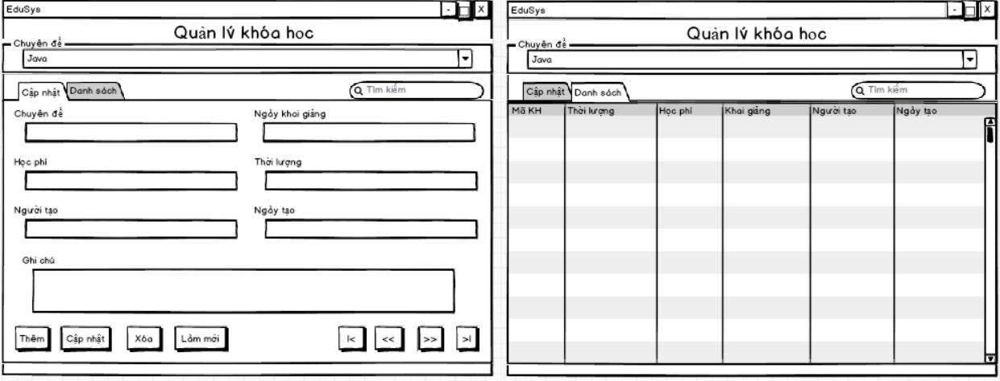 EduSys
- X
Quản lý khóa học
Chuyên đề
Java
Cập nhật Danh sách Tìm kiếm
Chuyên đề Ngày khai giảng
Học phí Thời lượng
Người tạo Ngày tạo
Ghi chú
Thêm Cập nhật Xóa Làm mới |< << >> >|
EduSys
- X
Quản lý khóa học
Chuyên đề
Java
Cập nhật Danh sách Tìm kiếm
Mã KH Thời lượng Học phí Khai giảng Người tạo Ngày tạo